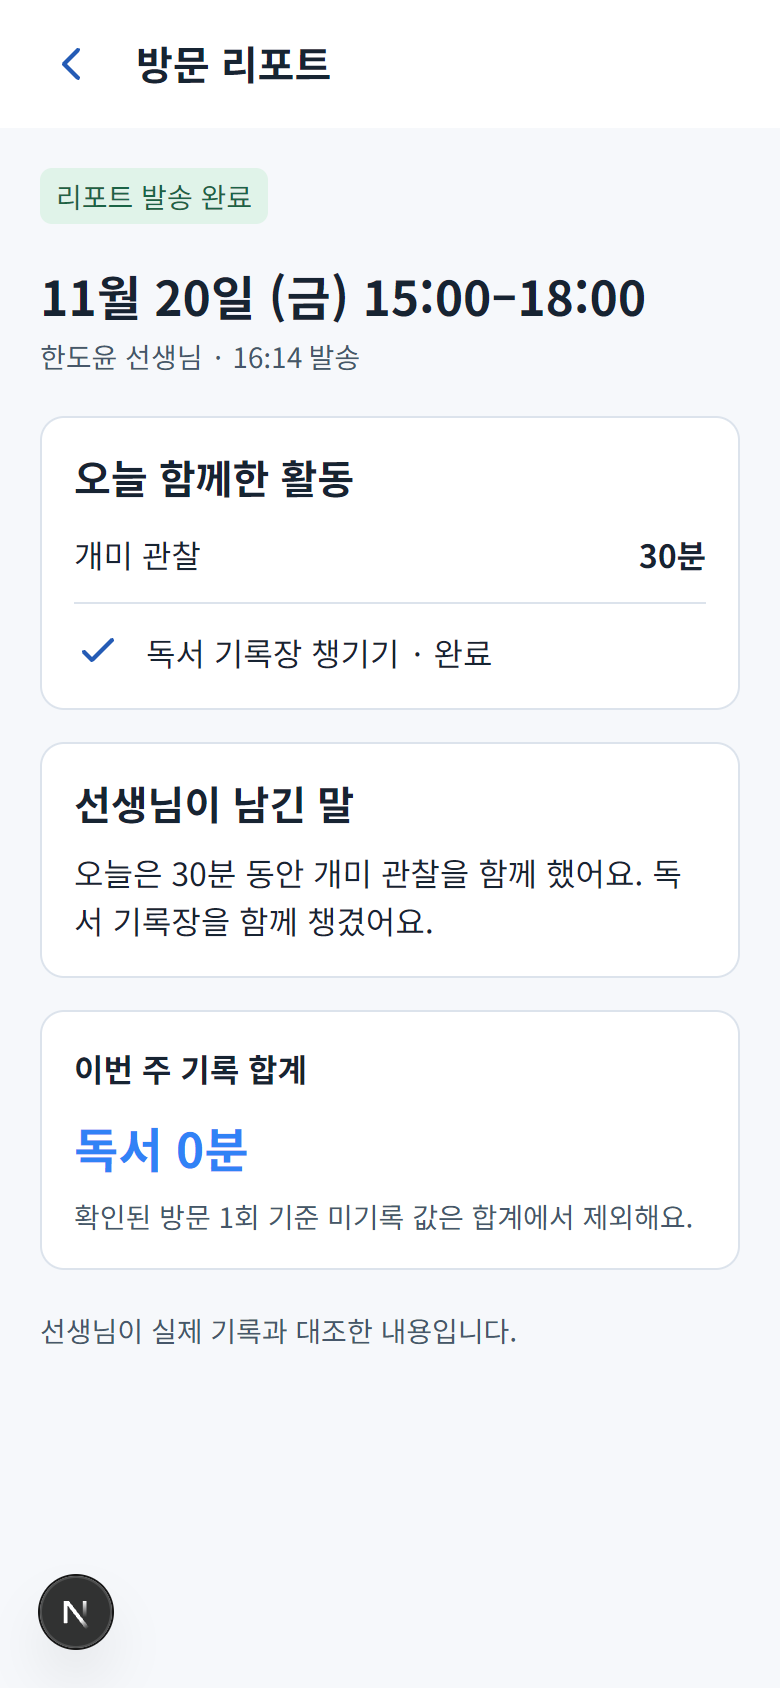 방문 리포트
리포트 발송 완료
11월 20일 (금) 15:00–18:00
한도윤 선생님 · 16:14 발송
오늘 함께한 활동
개미 관찰 30분
독서 기록장 챙기기 · 완료
선생님이 남긴 말
오늘은 30분 동안 개미 관찰을 함께 했어요. 독
서 기록장을 함께 챙겼어요.
이번 주 기록 합계
독서 0분
확인된 방문 1회 기준 미기록 값은 합계에서 제외해요.
선생님이 실제 기록과 대조한 내용입니다.
N